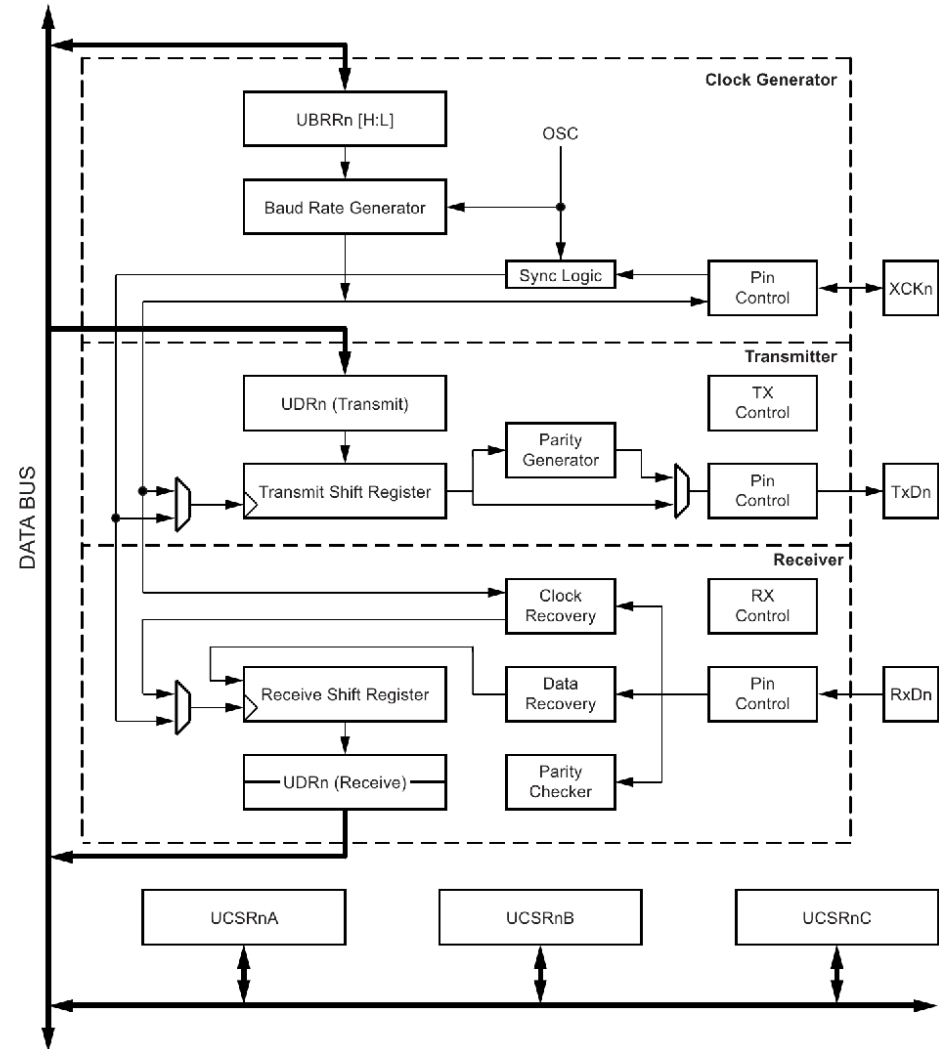 Clock Generator
UBRRn [H:L]
OSC
Baud Rate Generator
Sync Logic
Pin
Control
XCKn
Transmitter
UDRn (Transmit)
TX
Control
Parity
Generator
Transmit Shift Register
Pin
Control
TxDn
DATA BUS
Receiver
Clock
Recovery
RX
Control
Receive Shift Register
Data
Recovery
Pin
Control
RxDn
UDRn (Receive)
Parity
Checker
UCSRnA
UCSRnB
UCSRnC